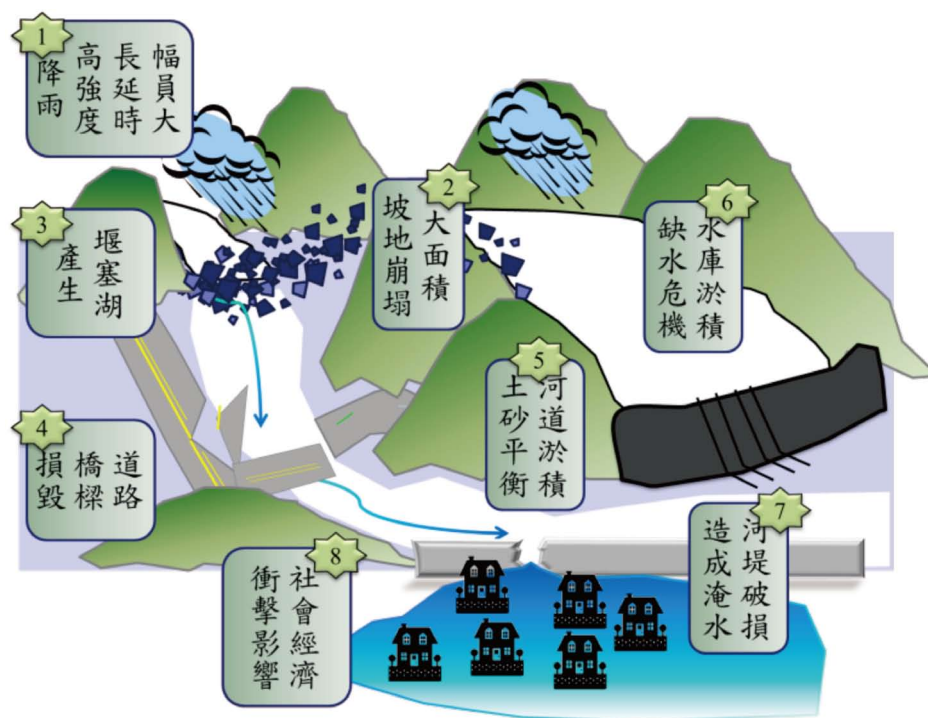 1
幅員大
長延時
高強度
降雨
2
大面積
坡地崩塌
3
堰塞湖
產生
4
道路
橋樑
損毀
5
河道淤積
土砂平衡
6
水庫淤積
缺水危機
7
河堤破損
造成淹水
8
社會經濟
衝擊影響